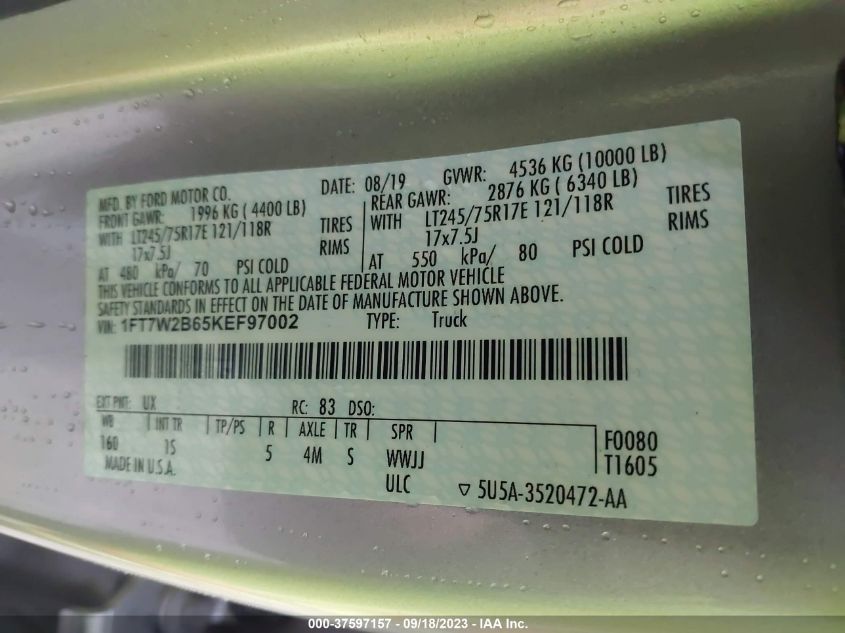 MFD. BY FORD MOTOR CO.
DATE: 08/19 GVWR: 4536 KG (10000 LB)
FRONT GAWR: 1996 KG ( 4400 LB)
REAR GAWR: 2876 KG ( 6340 LB)
WITH LT245/75R17E 121/118R TIRES
WITH LT245/75R17E 121/118R TIRES
17x7.5J RIMS
17x7.5J RIMS
AT 480 kPa/ 70 PSI COLD
AT 550 kPa/ 80 PSI COLD
THIS VEHICLE CONFORMS TO ALL APPLICABLE FEDERAL MOTOR VEHICLE
SAFETY STANDARDS IN EFFECT ON THE DATE OF MANUFACTURE SHOWN ABOVE.
VIN: 1FT7W2B65KEF97002 TYPE: Truck
EXT PNT: UX RC: 83 DSO:
WB INT TR TP/PS R AXLE TR SPR
160 1S 5 4M S WWJJ
F0080
T1605
MADE IN U.S.A.
ULC 5U5A-3520472-AA
000-37597157 - 09/18/2023 - IAA Inc.